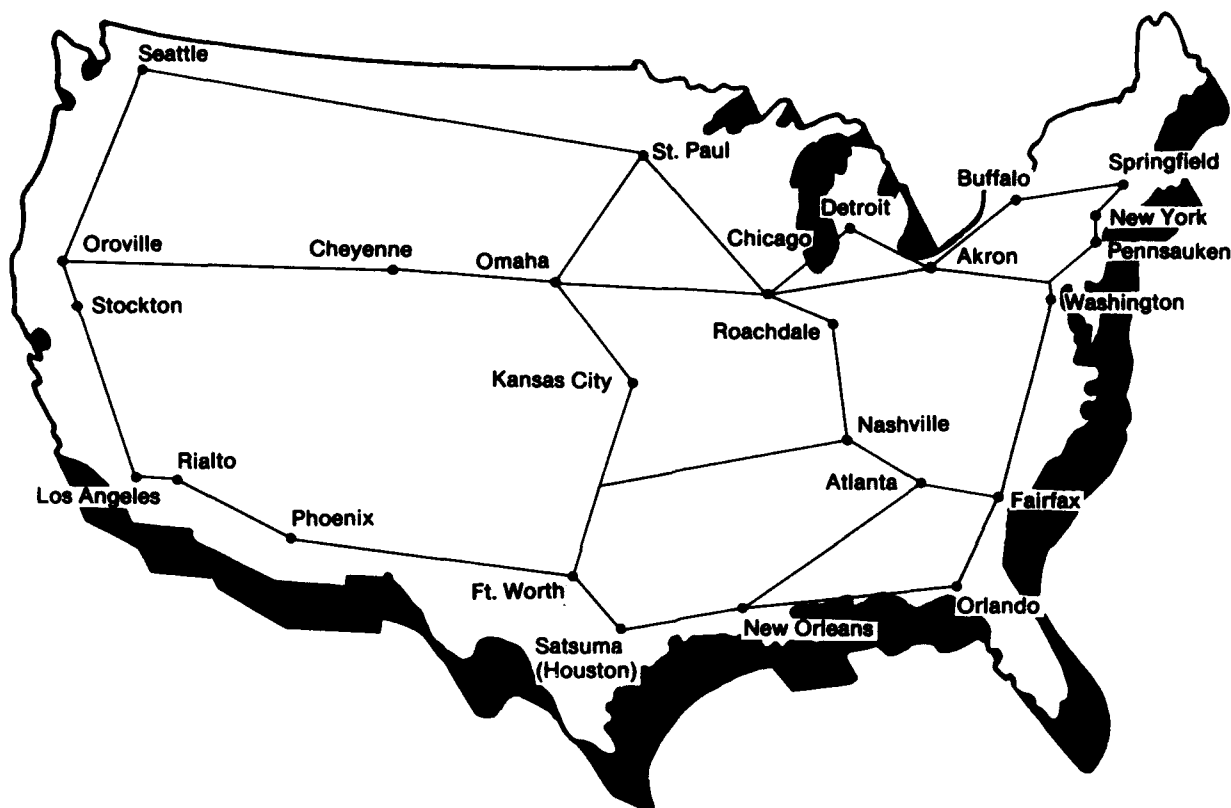 Seattle
St. Paul
Springfield
Buffalo
Detroit
New York
Oroville
Cheyenne
Omaha
Chicago
Akron
Pennsauken
Stockton
Washington
Roachdale
Kansas City
Nashville
Rialto
Atlanta
Los Angeles
Fairfax
Phoenix
Ft. Worth
Orlando
New Orleans
Satsuma
(Houston)